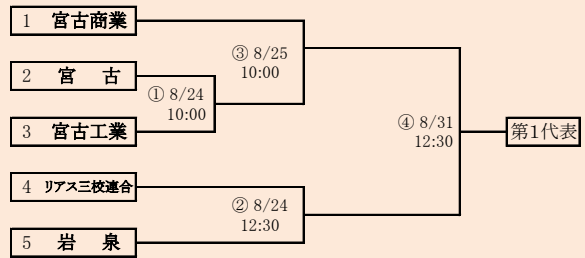 1 宮古商業
③ 8/25
10:00
2 宮 古
① 8/24
10:00
3 宮古工業
④ 8/31
12:30
第1代表
4 リアス三校連合
② 8/24
12:30
5 岩 泉